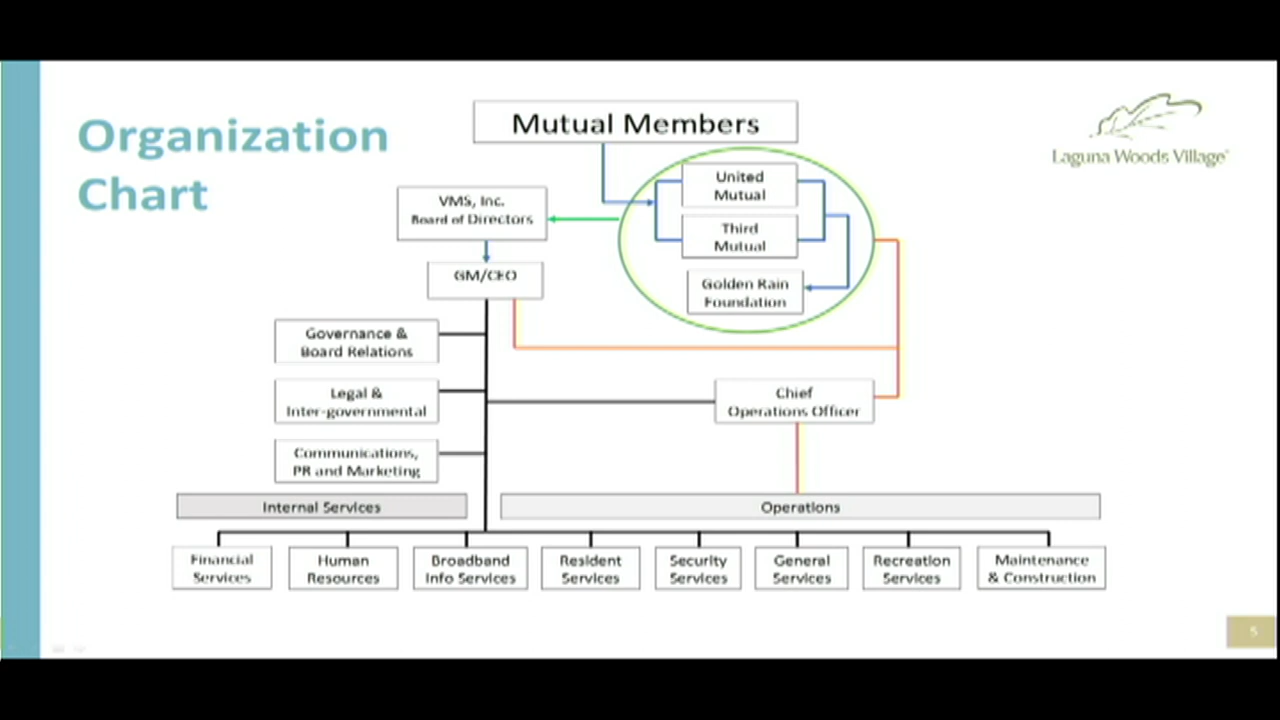 Organization
Chart
Mutual Members
Laguna Woods Village
United
Mutual
VMS, Inc.
Board of Directors
Third
Mutual
GM/CEO
Golden Rain
Foundation
Governance &
Board Relations
Legal &
Inter-governmental
Chief
Operations Officer
Communications,
PR and Marketing
Internal Services
Operations
Financial
Services
Human
Resources
Broadband
Info Services
Resident
Services
Security
Services
General
Services
Recreation
Services
Maintenance
& Construction
5